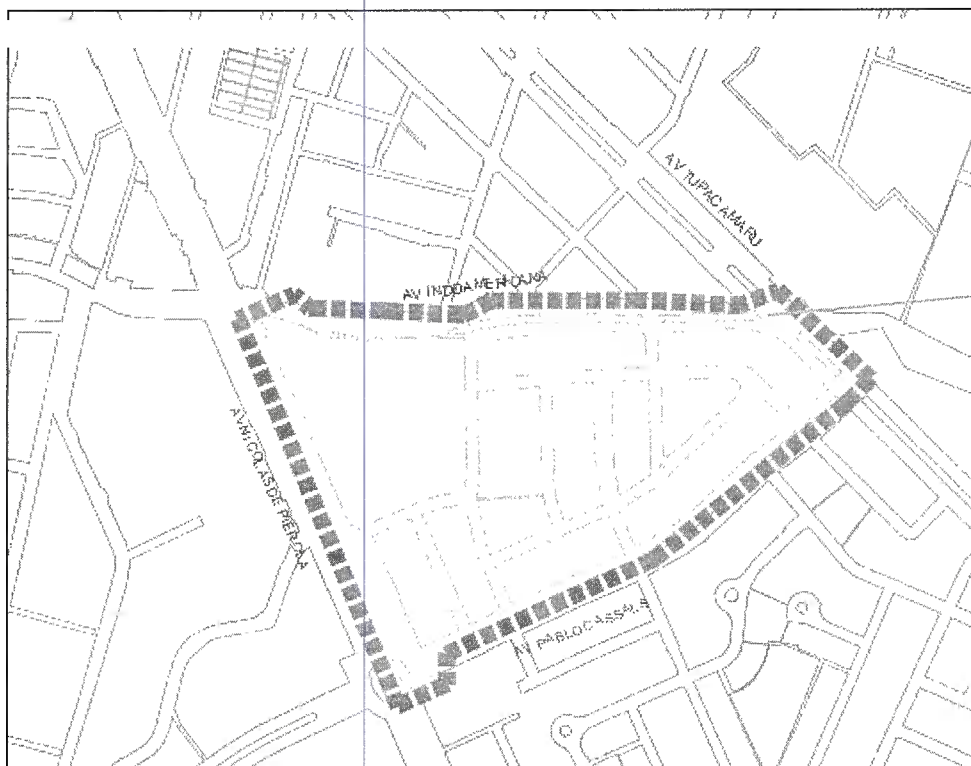 AV TUPAC AMARU
AV INDOAMERICANA
AV NICOLAS DE PIEROLA
AV PABLO CASSALS